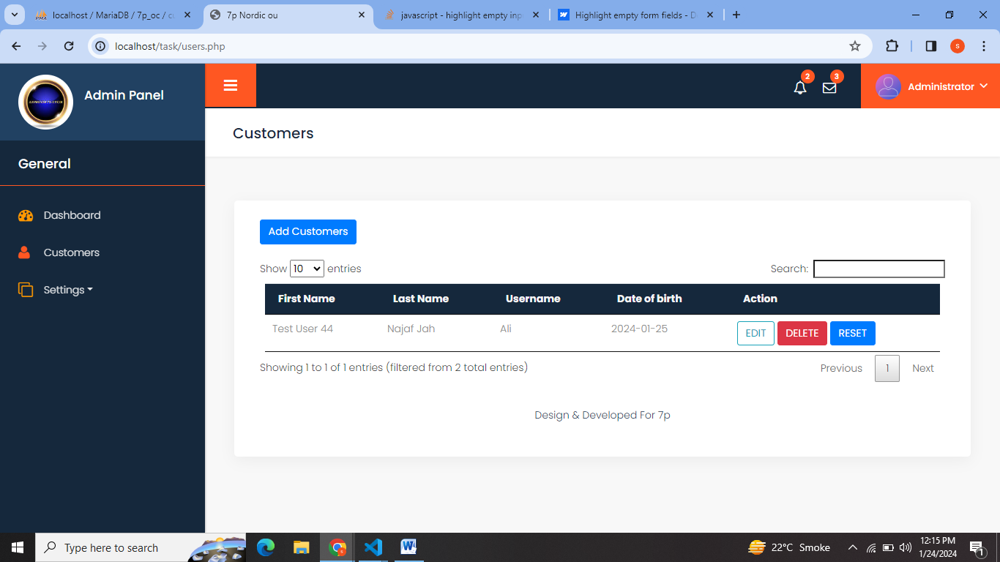 localhost / MariaDB / 7p_oc / cu
7p Nordic ou
javascript - highlight empty inp
Highlight empty form fields - D
localhost/task/users.php
S
ADMINISTRATOR
Admin Panel
2
3
Administrator
General
Customers
Dashboard
Customers
Settings
Add Customers
Show 10 entries
Search:
First Name Last Name Username Date of birth Action
Test User 44 Najaf Jah Ali 2024-01-25 EDIT DELETE RESET
Showing 1 to 1 of 1 entries (filtered from 2 total entries)
Previous 1 Next
Design & Developed For 7p
Type here to search
22°C Smoke
12:15 PM
1/24/2024
1